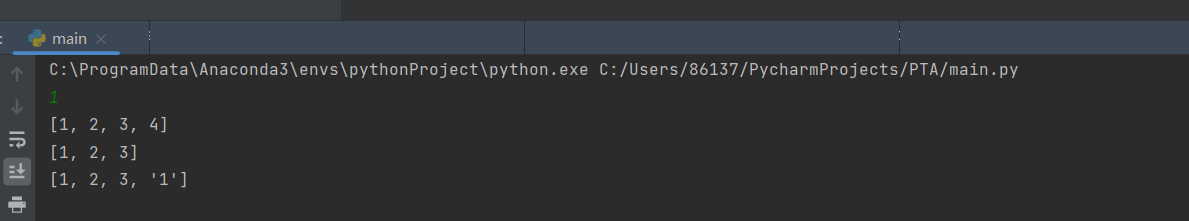 main
C:\ProgramData\Anaconda3\envs\pythonProject\python.exe C:/Users/86137/PycharmProjects/PTA/main.py
1
[1, 2, 3, 4]
[1, 2, 3]
[1, 2, 3, '1']